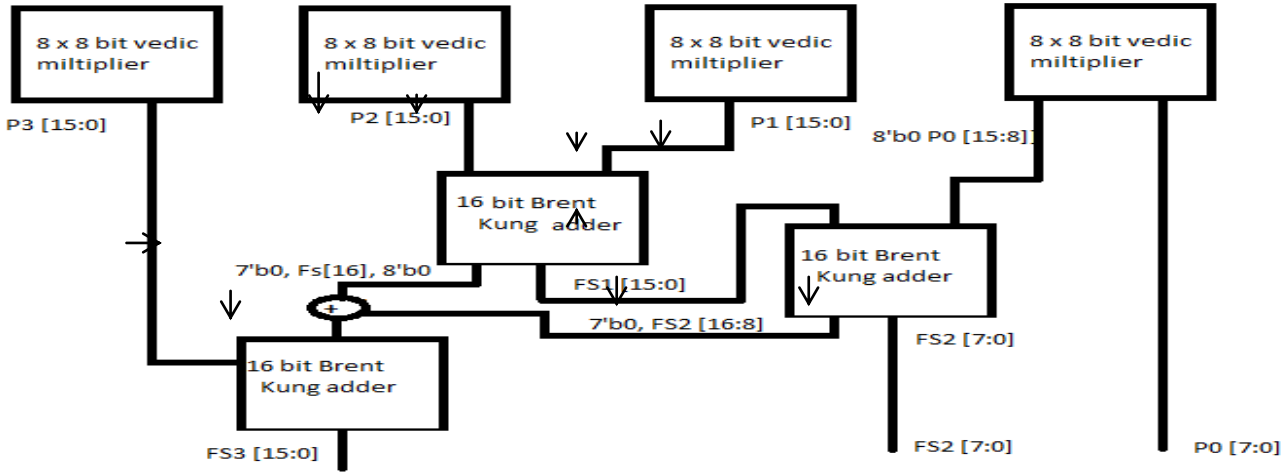 8 x 8 bit vedic
miltiplier
8 x 8 bit vedic
miltiplier
8 x 8 bit vedic
miltiplier
8 x 8 bit vedic
miltiplier
P3 [15:0]
P2 [15:0]
P1 [15:0]
8'b0 P0 [15:8]]
16 bit Brent
Kung adder
16 bit Brent
Kung adder
7'b0, Fs[16], 8'b0
FS1 [15:0]
+
7'b0, FS2 [16:8]
FS2 [7:0]
16 bit Brent
Kung adder
FS3 [15:0]
FS2 [7:0]
P0 [7:0]